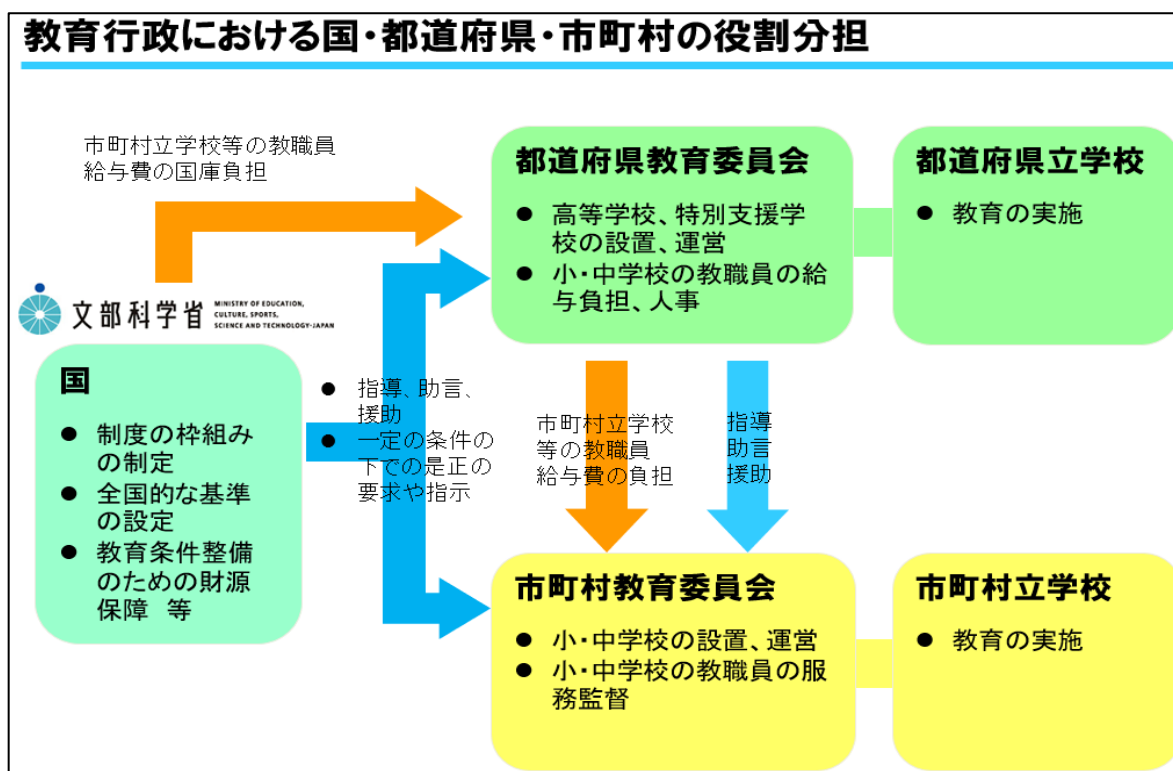 教育行政における国・都道府県・市町村の役割分担
市町村立学校等の教職員
給与費の国庫負担
文部科学省
MINISTRY OF EDUCATION,
CULTURE, SPORTS,
SCIENCE AND TECHNOLOGY-JAPAN
国
● 制度の枠組み
の制定
● 全国的な基準
の設定
● 教育条件整備
のための財源
保障 等
● 指導、助言、
援助
● 一定の条件の
下での是正の
要求や指示
都道府県教育委員会
● 高等学校、特別支援学
校の設置、運営
● 小・中学校の教職員の給
与負担、人事
都道府県立学校
● 教育の実施
市町村立学校
等の教職員
給与費の負担
指導
助言
援助
市町村教育委員会
● 小・中学校の設置、運営
● 小・中学校の教職員の服
務監督
市町村立学校
● 教育の実施